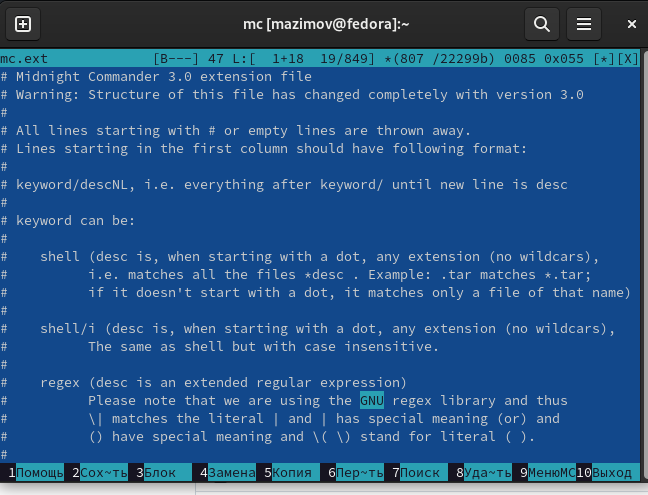 mc [mazimov@fedora]:~
mc.ext [B---] 47 L:[ 1+18 19/849] *(807 /22299b) 0085 0x055 [*][X]
# Midnight Commander 3.0 extension file
# Warning: Structure of this file has changed completely with version 3.0
#
# All lines starting with # or empty lines are thrown away.
# Lines starting in the first column should have following format:
#
# keyword/descNL, i.e. everything after keyword/ until new line is desc
#
# keyword can be:
#
# shell (desc is, when starting with a dot, any extension (no wildcars),
# i.e. matches all the files *desc . Example: .tar matches *.tar;
# if it doesn't start with a dot, it matches only a file of that name)
#
# shell/i (desc is, when starting with a dot, any extension (no wildcars),
# The same as shell but with case insensitive.
#
# regex (desc is an extended regular expression)
# Please note that we are using the GNU regex library and thus
# \| matches the literal | and | has special meaning (or) and
# () have special meaning and \( \) stand for literal ( ).
#
1Помощь 2Сох~ть 3Блок 4Замена 5Копия 6Пер~ть 7Поиск 8Уда~ть 9МенюMC 10Выход